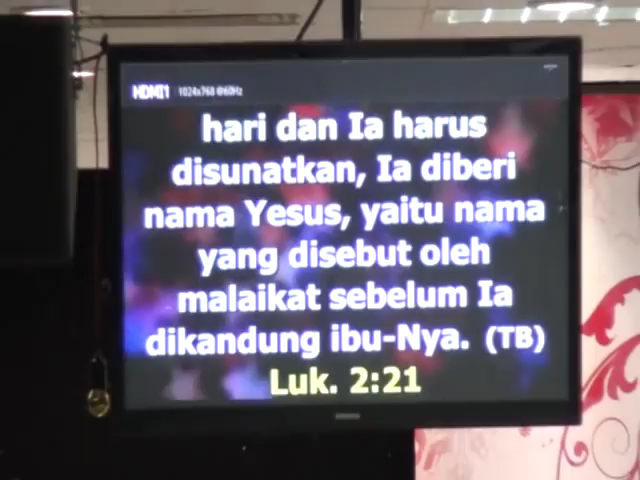 HDMI1 1024x768 @60Hz
hari dan Ia harus
disunatkan, Ia diberi
nama Yesus, yaitu nama
yang disebut oleh
malaikat sebelum Ia
dikandung ibu-Nya. (TB)
Luk. 2:21